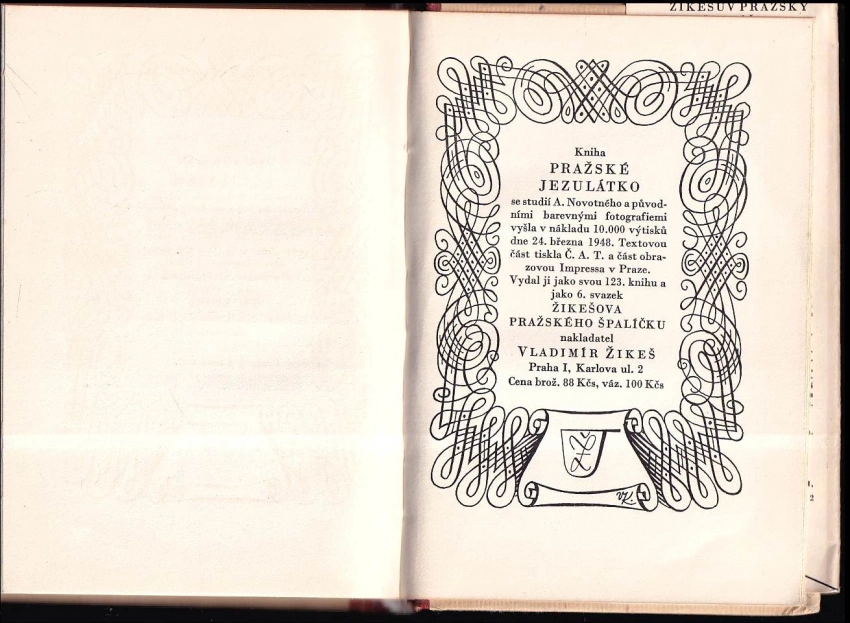 ŽIKEŠŮV PRAŽSKÝ
Kniha
PRAŽSKÉ
JEZULÁTKO
se studií A. Novotného a původ-
ními barevnými fotografiemi
vyšla v nákladu 10.000 výtisků
dne 24. března 1948. Textovou
část tiskla Č. A. T. a část obra-
zovou Impressa v Praze.
Vydal ji jako svou 123. knihu a
jako 6. svazek
ŽIKEŠOVA
PRAŽSKÉHO ŠPALÍČKU
nakladatel
VLADIMÍR ŽIKEŠ
Praha I, Karlova ul. 2
Cena brož. 88 Kčs, váz. 100 Kčs
VK.